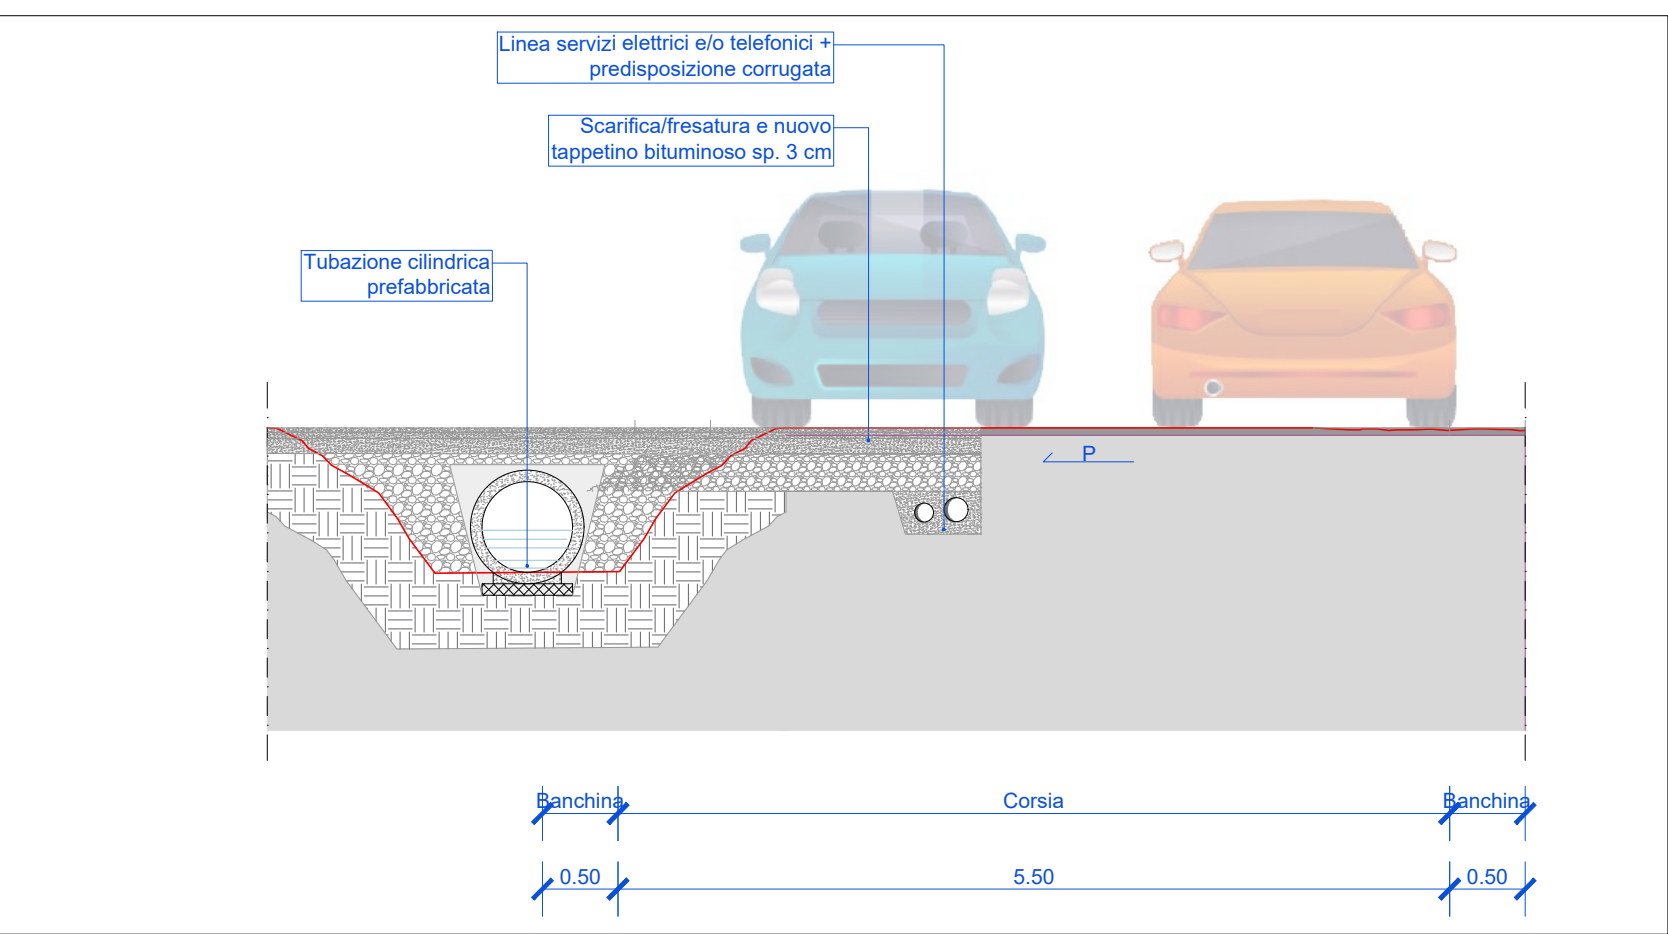 Linea servizi elettrici e/o telefonici +
predisposizione corrugata
Scarifica/fresatura e nuovo
tappetino bituminoso sp. 3 cm
Tubazione cilindrica
prefabbricata
P
Banchina
Corsia
Banchina
0.50
5.50
0.50